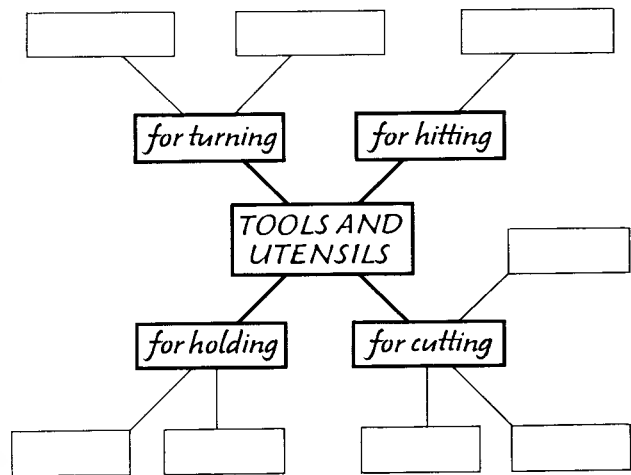 for turning
for hitting
TOOLS AND
UTENSILS
for holding
for cutting